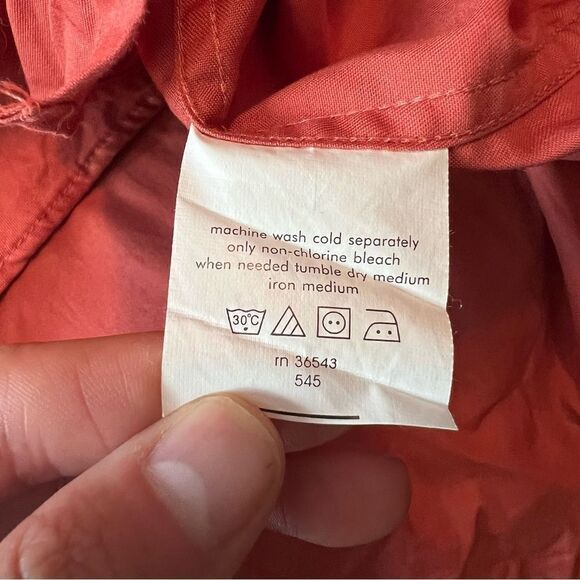 machine wash cold separately
only non-chlorine bleach
when needed tumble dry medium
iron medium
30°C
rn 36543
545